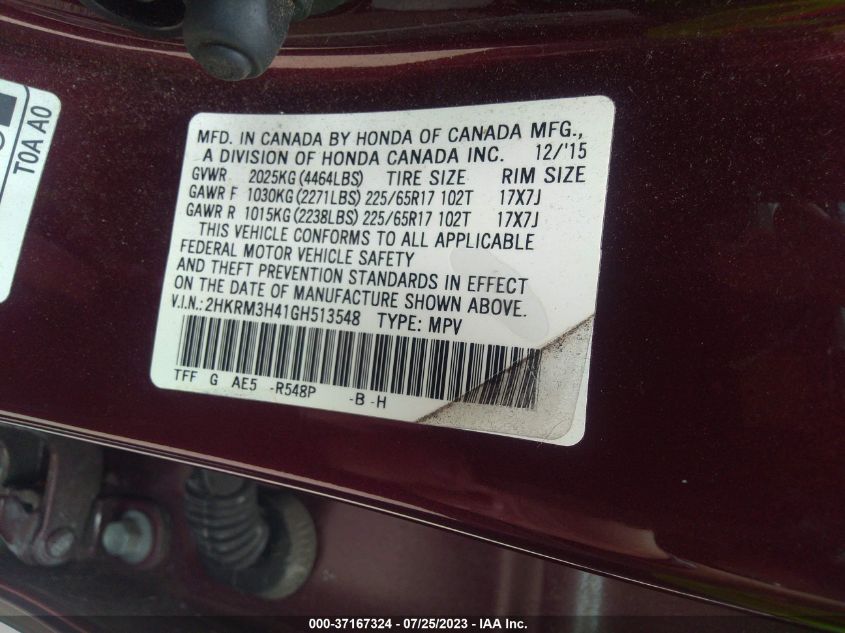 T0A A0
MFD. IN CANADA BY HONDA OF CANADA MFG.,
A DIVISION OF HONDA CANADA INC. 12/'15
GVWR 2025KG (4464LBS) TIRE SIZE RIM SIZE
GAWR F 1030KG (2271LBS) 225/65R17 102T 17X7J
GAWR R 1015KG (2238LBS) 225/65R17 102T 17X7J
THIS VEHICLE CONFORMS TO ALL APPLICABLE
FEDERAL MOTOR VEHICLE SAFETY
AND THEFT PREVENTION STANDARDS IN EFFECT
ON THE DATE OF MANUFACTURE SHOWN ABOVE.
V.I.N.: 2HKRM3H41GH513548 TYPE: MPV
TFF G AE5 -R548P -B -H
000-37167324 / 07/25/2023 - IAA Inc.